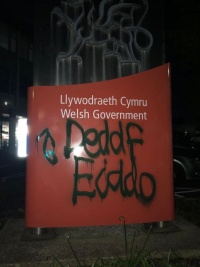 Llywodraeth Cymru
Welsh Government
Deddf
Eiddo